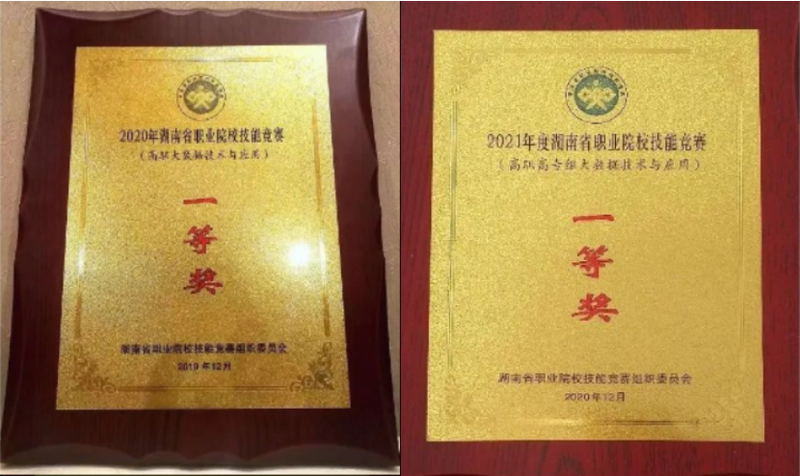 2020年湖南省职业院校技能竞赛
（高职大数据技术与应用）
一
等
奖
湖南省职业院校技能竞赛组织委员会
2019年12月
2021年度湖南省职业院校技能竞赛
（高职高专组大数据技术与应用）
一
等
奖
湖南省职业院校技能竞赛组织委员会
2020年12月